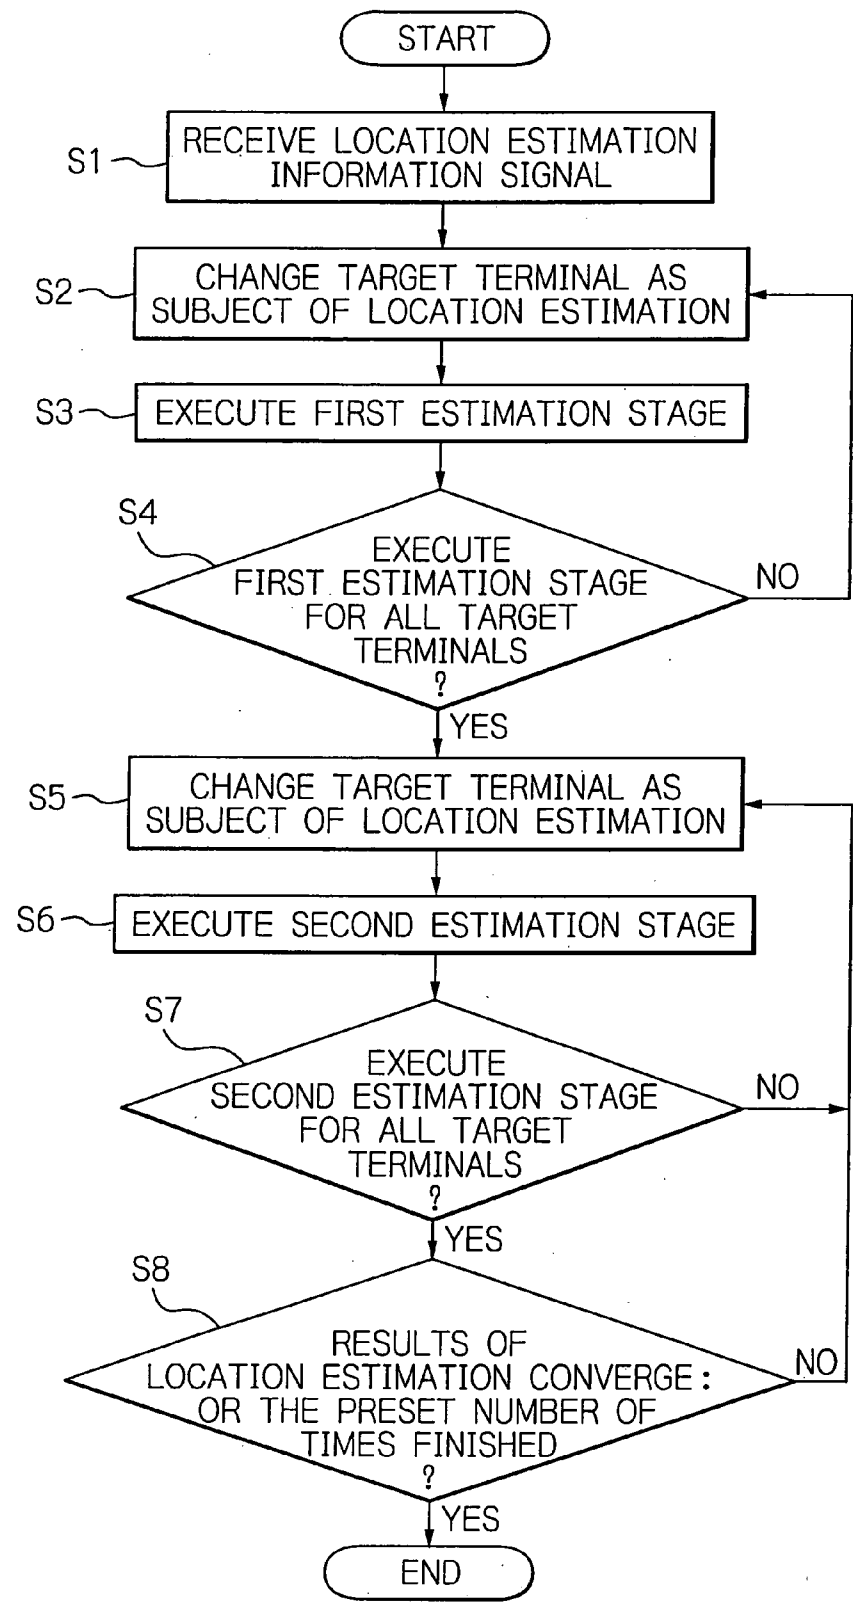 START
S1
RECEIVE LOCATION ESTIMATION
INFORMATION SIGNAL
S2
CHANGE TARGET TERMINAL AS
SUBJECT OF LOCATION ESTIMATION
S3
EXECUTE FIRST ESTIMATION STAGE
S4
EXECUTE
FIRST ESTIMATION STAGE
FOR ALL TARGET
TERMINALS
?
NO
YES
S5
CHANGE TARGET TERMINAL AS
SUBJECT OF LOCATION ESTIMATION
S6
EXECUTE SECOND ESTIMATION STAGE
S7
EXECUTE
SECOND ESTIMATION STAGE
FOR ALL TARGET
TERMINALS
?
NO
YES
S8
RESULTS OF
LOCATION ESTIMATION CONVERGE:
OR THE PRESET NUMBER OF
TIMES FINISHED
?
NO
YES
END